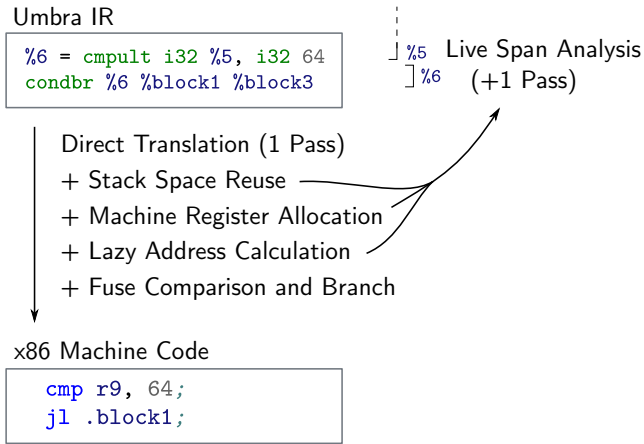 Umbra IR
%6 = cmpult i32 %5, i32 64
condbr %6 %block1 %block3
%5
%6
Live Span Analysis
(+1 Pass)
Direct Translation (1 Pass)
+ Stack Space Reuse
+ Machine Register Allocation
+ Lazy Address Calculation
+ Fuse Comparison and Branch
x86 Machine Code
cmp r9, 64;
jl .block1;